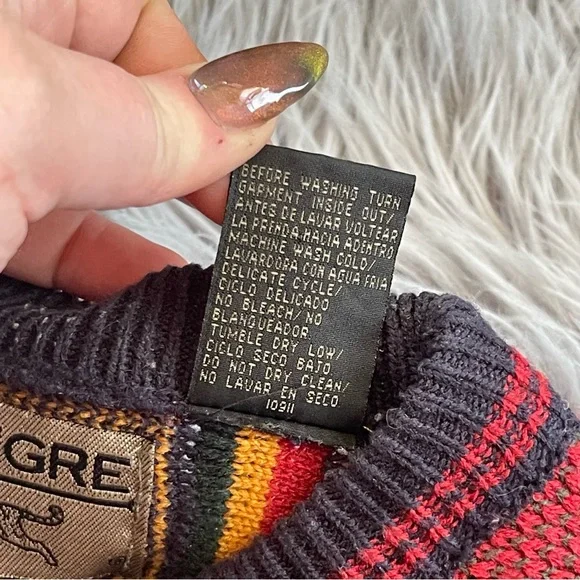 BEFORE WASHING TURN
GARMENT INSIDE OUT/
ANTES DE LAVAR VOLTEAR
LA PRENDA HACIA ADENTRO
MACHINE WASH COLD/
LAVADORA CON AGUA FRIA
DELICATE CYCLE/
CICLO DELICADO
NO BLEACH/NO
BLANQUEADOR
TUMBLE DRY LOW/
CICLO SECO BAJO
DO NOT DRY CLEAN/
NO LAVAR EN SECO
10911
GRE